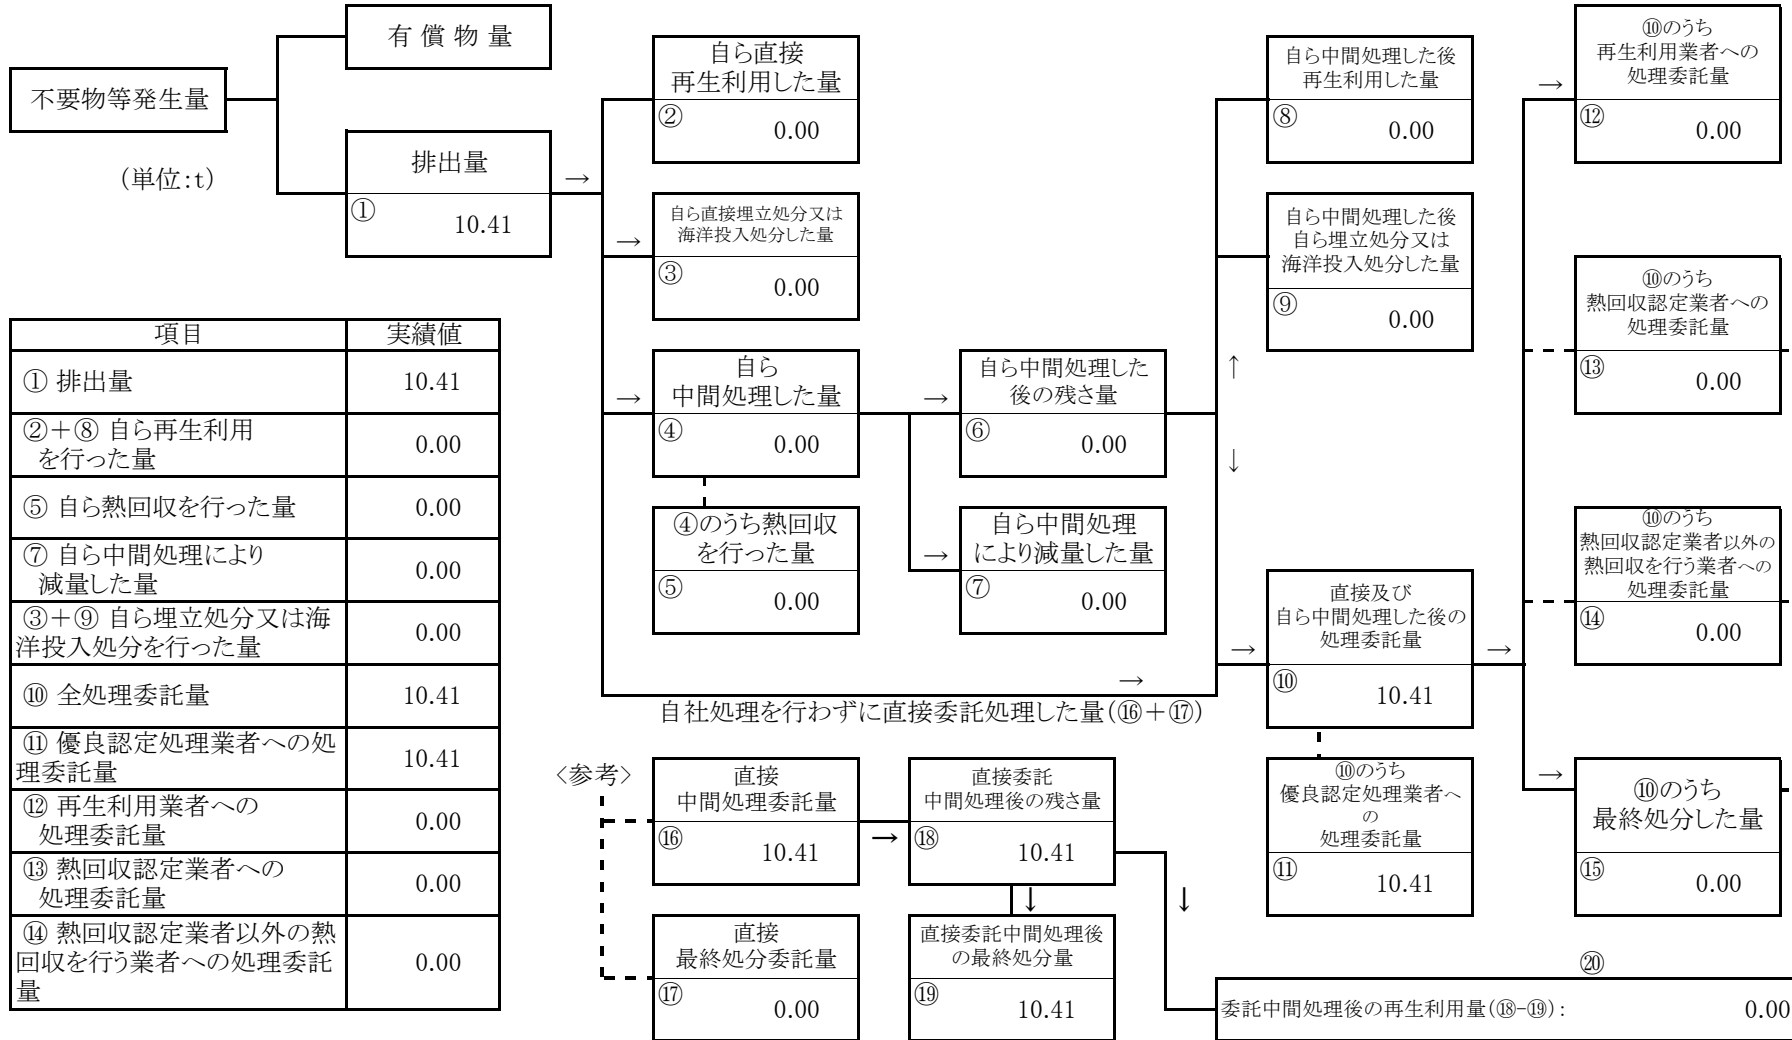 不要物等発生量
(単位:t)
有 償 物 量
排出量
→
①
10.41
自ら直接
再生利用した量
②
0.00
→
自ら直接埋立処分又は
海洋投入処分した量
③
0.00
→
自ら
中間処理した量
④
0.00
④のうち熱回収
を行った量
⑤
0.00
→
自ら中間処理した
後の残さ量
⑥
0.00
→
自ら中間処理
により減量した量
⑦
0.00
自ら中間処理した後
再生利用した量
⑧
0.00
自ら中間処理した後
自ら埋立処分又は
海洋投入処分した量
⑨
0.00
↑
↓
→
直接及び
自ら中間処理した後の
処理委託量
⑩
10.41
→
⑩のうち
優良認定処理業者へ
の
処理委託量
⑪
10.41
→
⑩のうち
再生利用業者への
処理委託量
⑫
0.00
⑩のうち
熱回収認定業者への
処理委託量
⑬
0.00
⑩のうち
熱回収認定業者以外の
熱回収を行う業者への
処理委託量
⑭
0.00
→
⑩のうち
最終処分した量
⑮
0.00
→
自社処理を行わずに直接委託処理した量(⑯+⑰)
項目 実績値
① 排出量 10.41
②+⑧ 自ら再生利用
を行った量 0.00
⑤ 自ら熱回収を行った量 0.00
⑦ 自ら中間処理により
減量した量 0.00
③+⑨ 自ら埋立処分又は海
洋投入処分を行った量 0.00
⑩ 全処理委託量 10.41
⑪ 優良認定処理業者への処
理委託量 10.41
⑫ 再生利用業者への
処理委託量 0.00
⑬ 熱回収認定業者への
処理委託量 0.00
⑭ 熱回収認定業者以外の熱
回収を行う業者への処理委託
量 0.00
〈参考〉
直接
中間処理委託量
⑯
10.41
→
直接委託
中間処理後の残さ量
⑱
10.41
↓
↓
直接
最終処分委託量
⑰
0.00
直接委託中間処理後
の最終処分量
⑲
10.41
⑳
委託中間処理後の再生利用量(⑱-⑲): 0.00